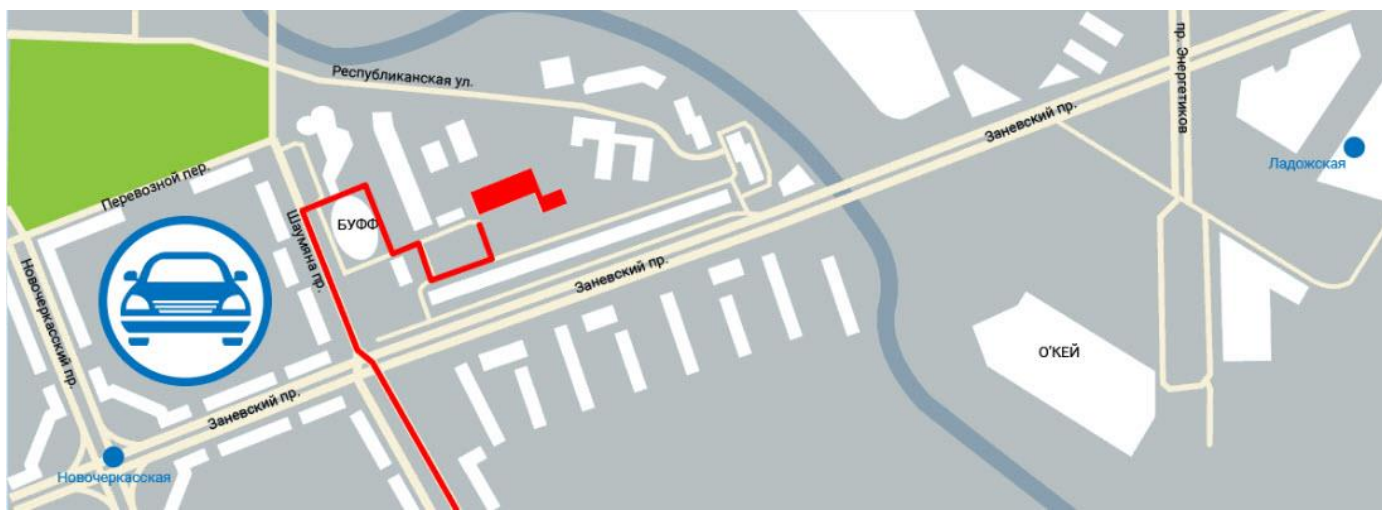 пр. Энергетиков
Республиканская ул.
Заневский пр.
Ладожская
Перевозной пер.
БУФФ
Шаумяна пр.
Заневский пр.
Новочеркасский пр.
О'КЕЙ
Заневский пр.
Новочеркасская